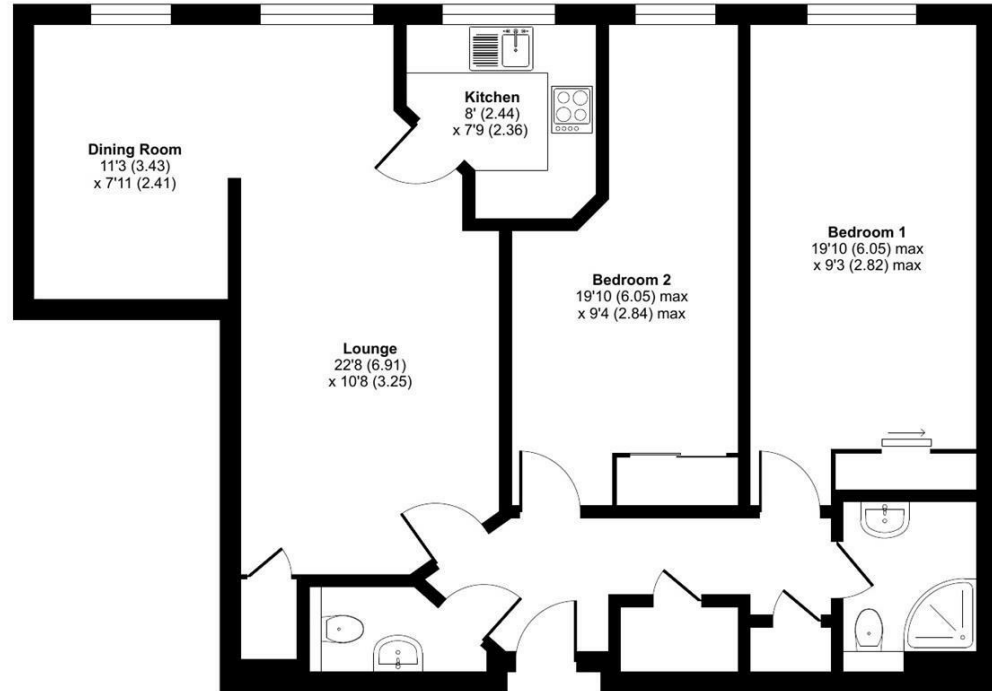 Dining Room
11'3 (3.43)
x 7'11 (2.41)
Kitchen
8' (2.44)
x 7'9 (2.36)
Bedroom 1
19'10 (6.05) max
x 9'3 (2.82) max
Bedroom 2
19'10 (6.05) max
x 9'4 (2.84) max
Lounge
22'8 (6.91)
x 10'8 (3.25)